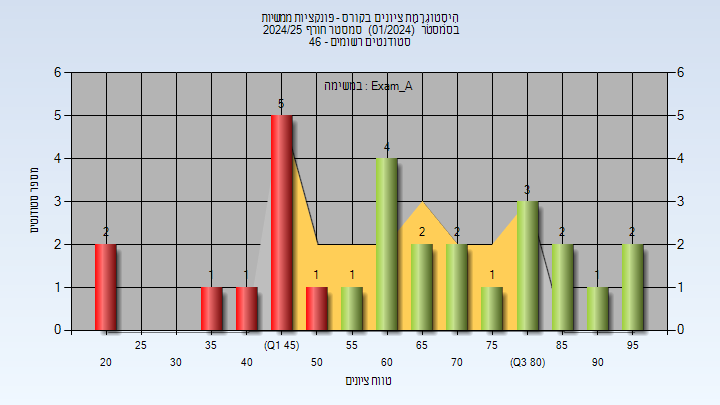 היסטוגרמת ציונים בקורס - פונקציות ממשיות
בסמסטר (01/2024) סמסטר חורף 2024/25
46 - סטודנטים רשומים
במשימה : Exam_A
מספר סטודנטים
6 6
5 5
4 4
3 3
2 2
1 1
0 0
2 1 1 5 1 1 4 2 2 1 3 2 1 2
25 35 (Q1 45) 55 65 75 85 95
20 30 40 50 60 70 (Q3 80) 90
טווח ציונים